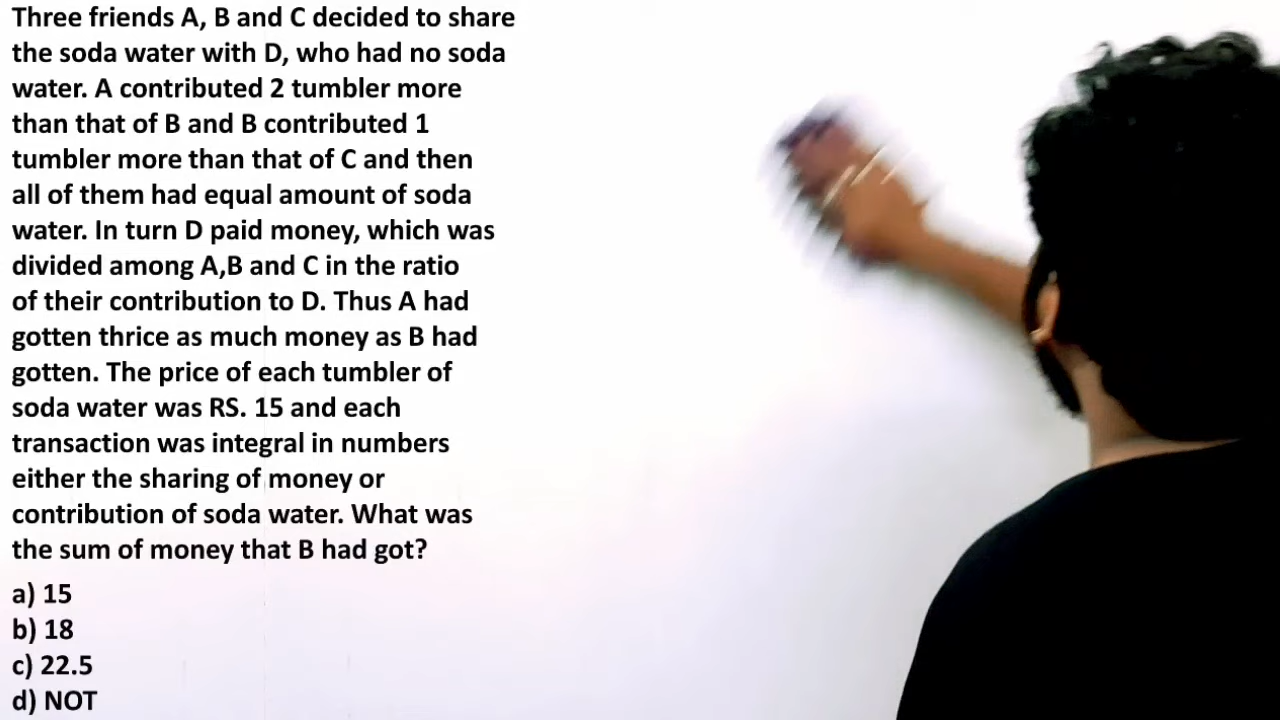 Three friends A, B and C decided to share
the soda water with D, who had no soda
water. A contributed 2 tumbler more
than that of B and B contributed 1
tumbler more than that of C and then
all of them had equal amount of soda
water. In turn D paid money, which was
divided among A,B and C in the ratio
of their contribution to D. Thus A had
gotten thrice as much money as B had
gotten. The price of each tumbler of
soda water was RS. 15 and each
transaction was integral in numbers
either the sharing of money or
contribution of soda water. What was
the sum of money that B had got?
a) 15
b) 18
c) 22.5
d) NOT